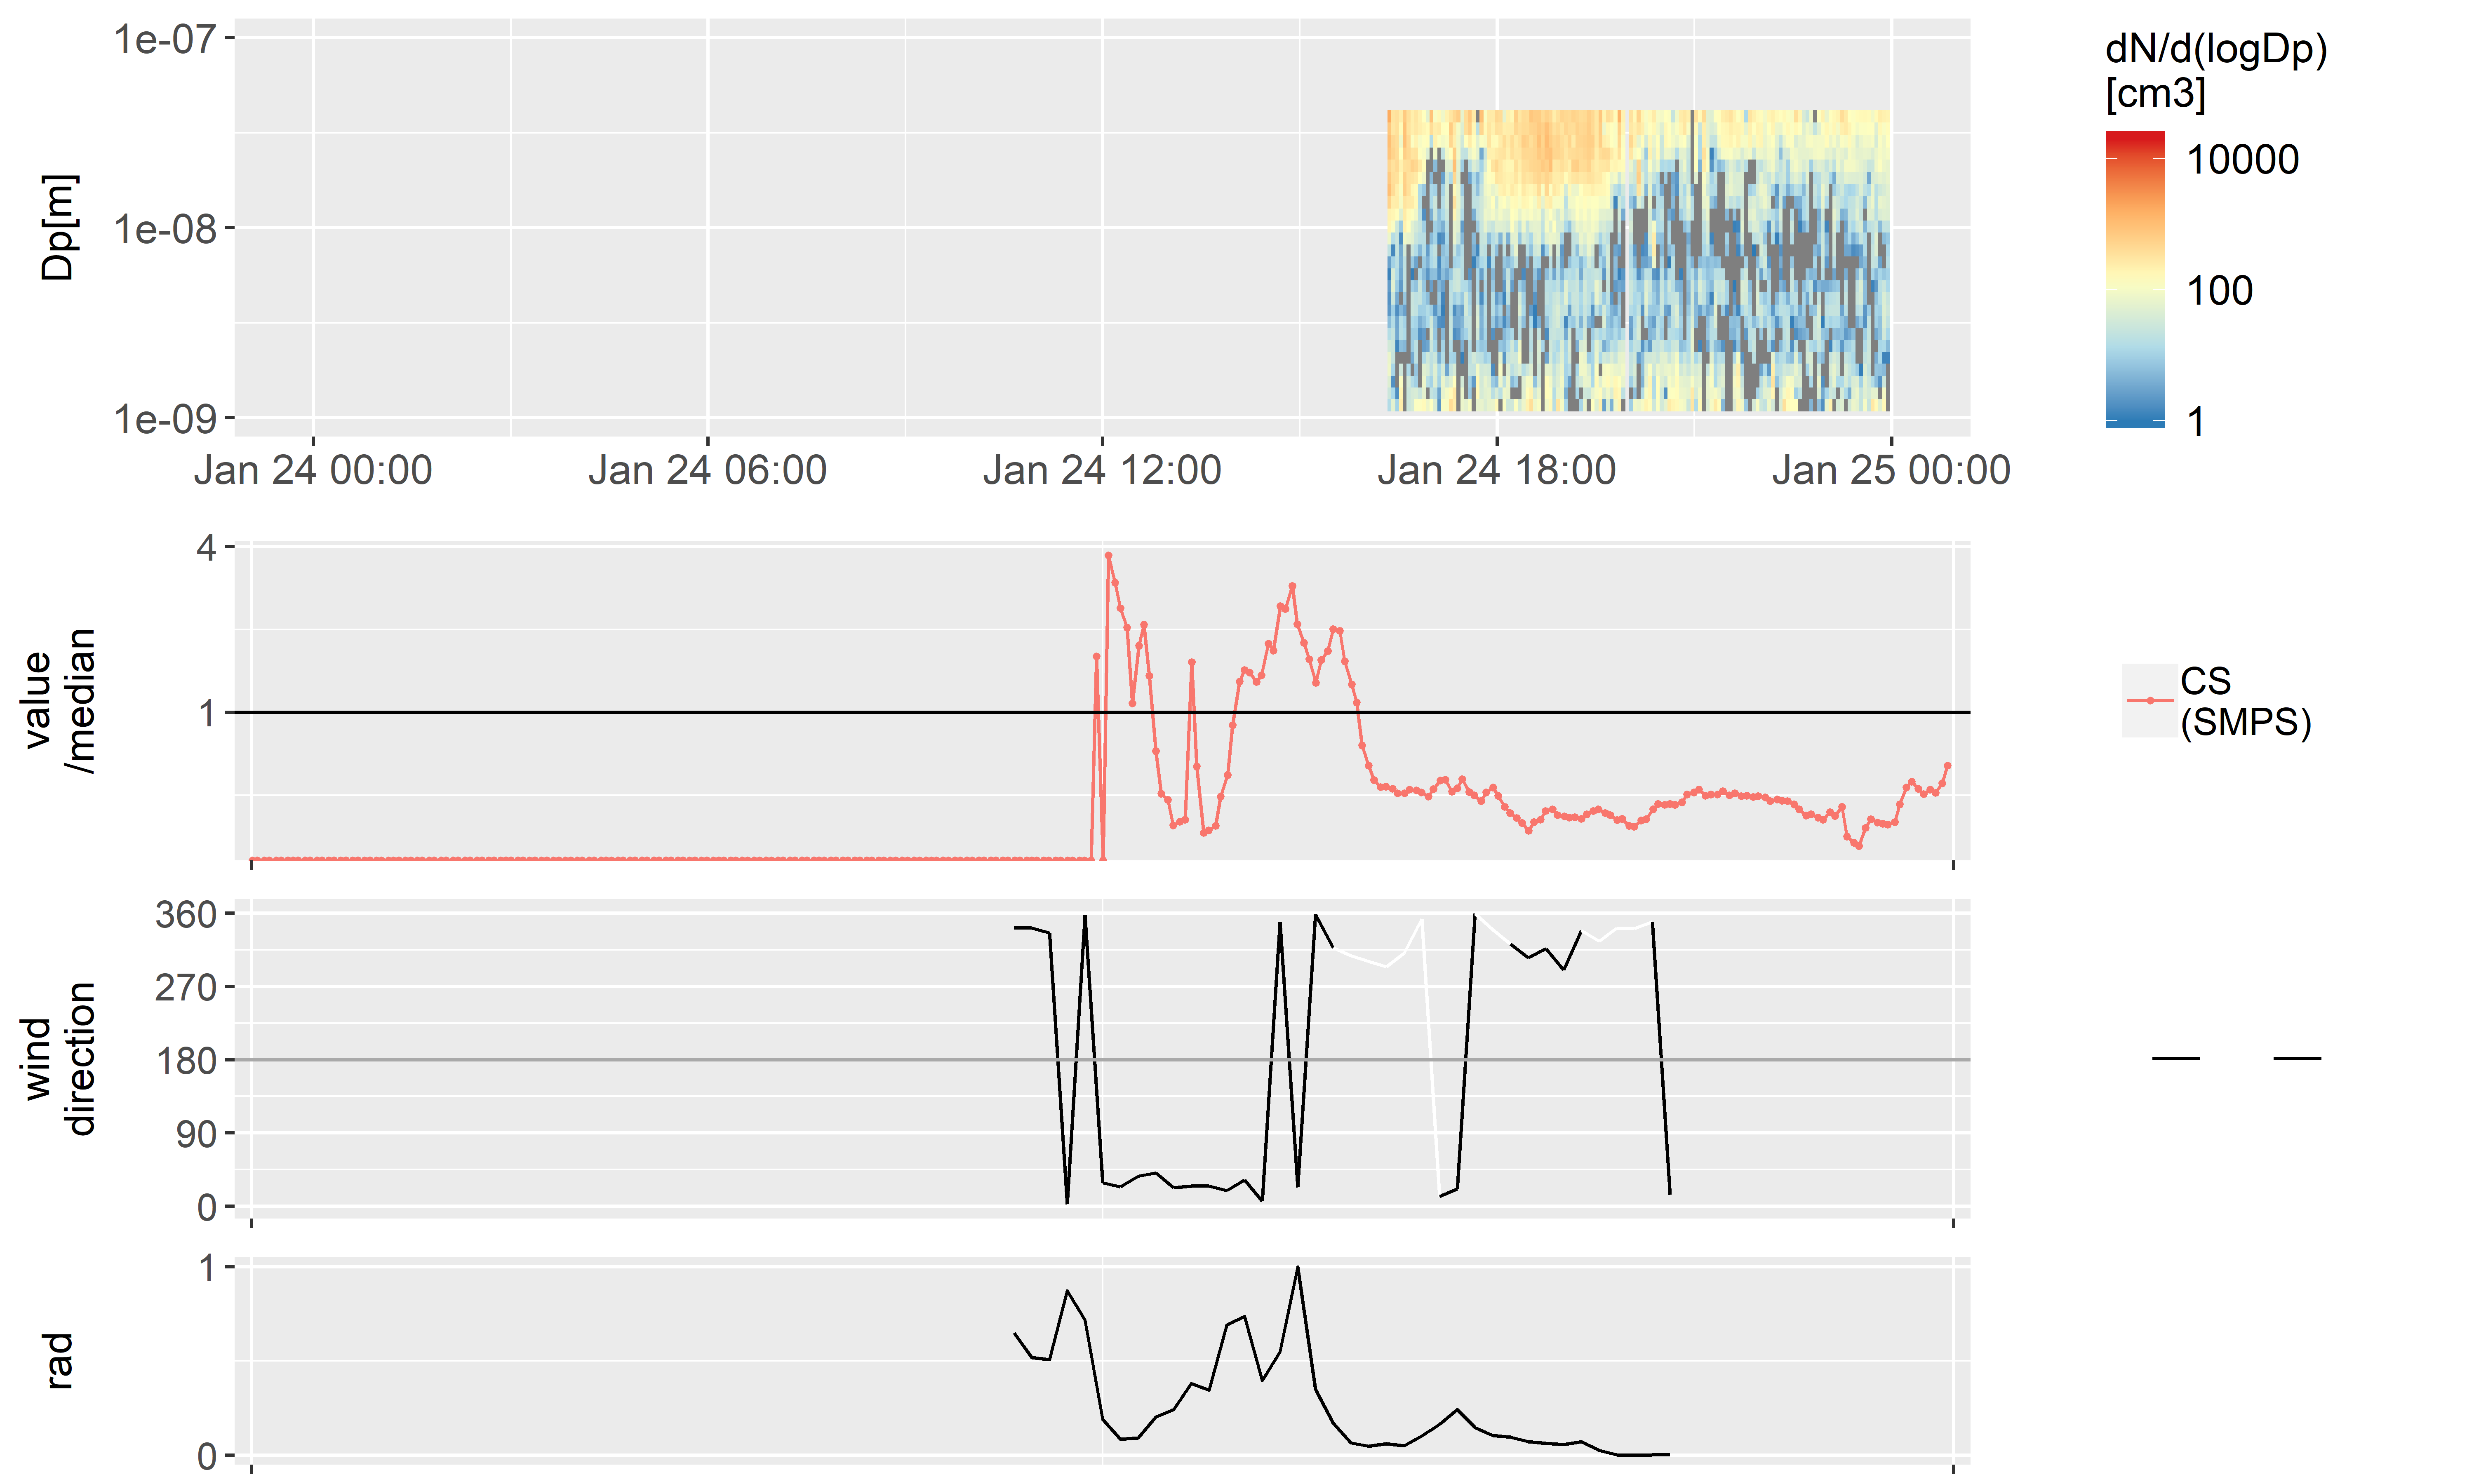 1e-07
1e-08
1e-09
Dp[m]
Jan 24 00:00
Jan 24 06:00
Jan 24 12:00
Jan 24 18:00
Jan 25 00:00
dN/d(logDp)
[cm3]
10000
100
1
4
1
value
/median
CS
(SMPS)
360
270
180
90
0
wind
direction
1
0
rad